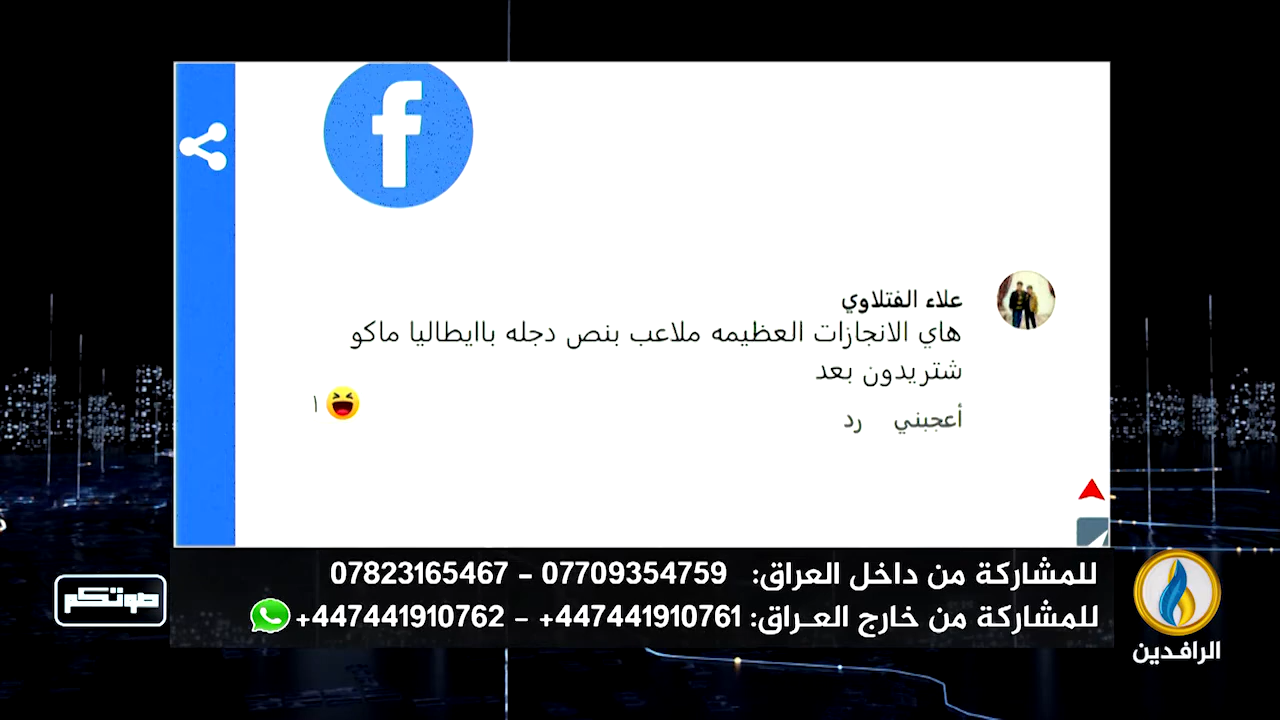 علاء الفتلاوي
هاي الانجازات العظيمه ملاعب بنص دجله باايطاليا ماكو
شتريدون بعد
١
أعجبني رد
للمشاركة من داخل العراق: 07709354759 - 07823165467
للمشاركة من خارج العـراق: 447441910761+ - 447441910762+
صوتكم
الرافدين